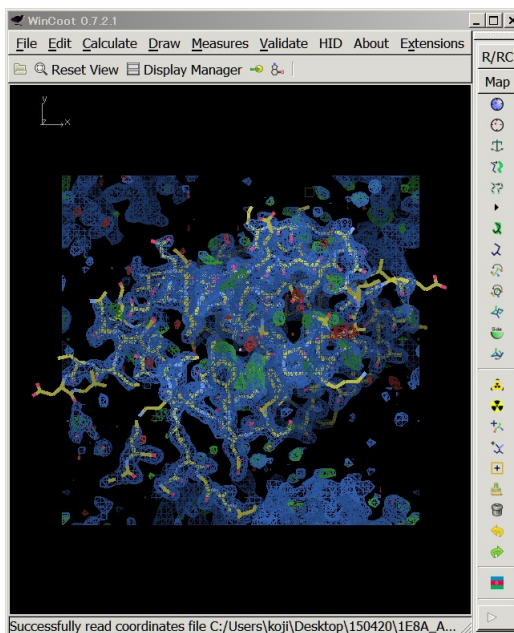 WinCoot 0.7.2.1
File Edit Calculate Draw Measures Validate HID About Extensions
R/RC
Reset View Display Manager
Map
y
x
z
Side
Successfully read coordinates file C:/Users\koji\Desktop\150420\1E8A_A...